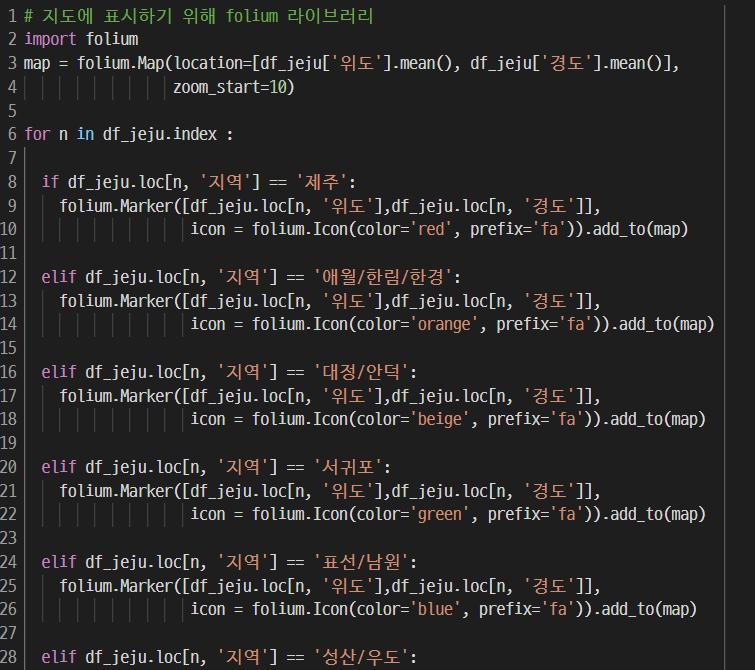 1 # 지도에 표시하기 위해 folium 라이브러리
2 import folium
3 map = folium.Map(location=[df_jeju['위도'].mean(), df_jeju['경도'].mean()],
4 zoom_start=10)
5
6 for n in df_jeju.index :
7
8 if df_jeju.loc[n, '지역'] == '제주':
9 folium.Marker([df_jeju.loc[n, '위도'],df_jeju.loc[n, '경도']],
10 icon = folium.Icon(color='red', prefix='fa')).add_to(map)
11
12 elif df_jeju.loc[n, '지역'] == '애월/한림/한경':
13 folium.Marker([df_jeju.loc[n, '위도'],df_jeju.loc[n, '경도']],
14 icon = folium.Icon(color='orange', prefix='fa')).add_to(map)
15
16 elif df_jeju.loc[n, '지역'] == '대정/안덕':
17 folium.Marker([df_jeju.loc[n, '위도'],df_jeju.loc[n, '경도']],
18 icon = folium.Icon(color='beige', prefix='fa')).add_to(map)
19
20 elif df_jeju.loc[n, '지역'] == '서귀포':
21 folium.Marker([df_jeju.loc[n, '위도'],df_jeju.loc[n, '경도']],
22 icon = folium.Icon(color='green', prefix='fa')).add_to(map)
23
24 elif df_jeju.loc[n, '지역'] == '표선/남원':
25 folium.Marker([df_jeju.loc[n, '위도'],df_jeju.loc[n, '경도']],
26 icon = folium.Icon(color='blue', prefix='fa')).add_to(map)
27
28 elif df_jeju.loc[n, '지역'] == '성산/우도':